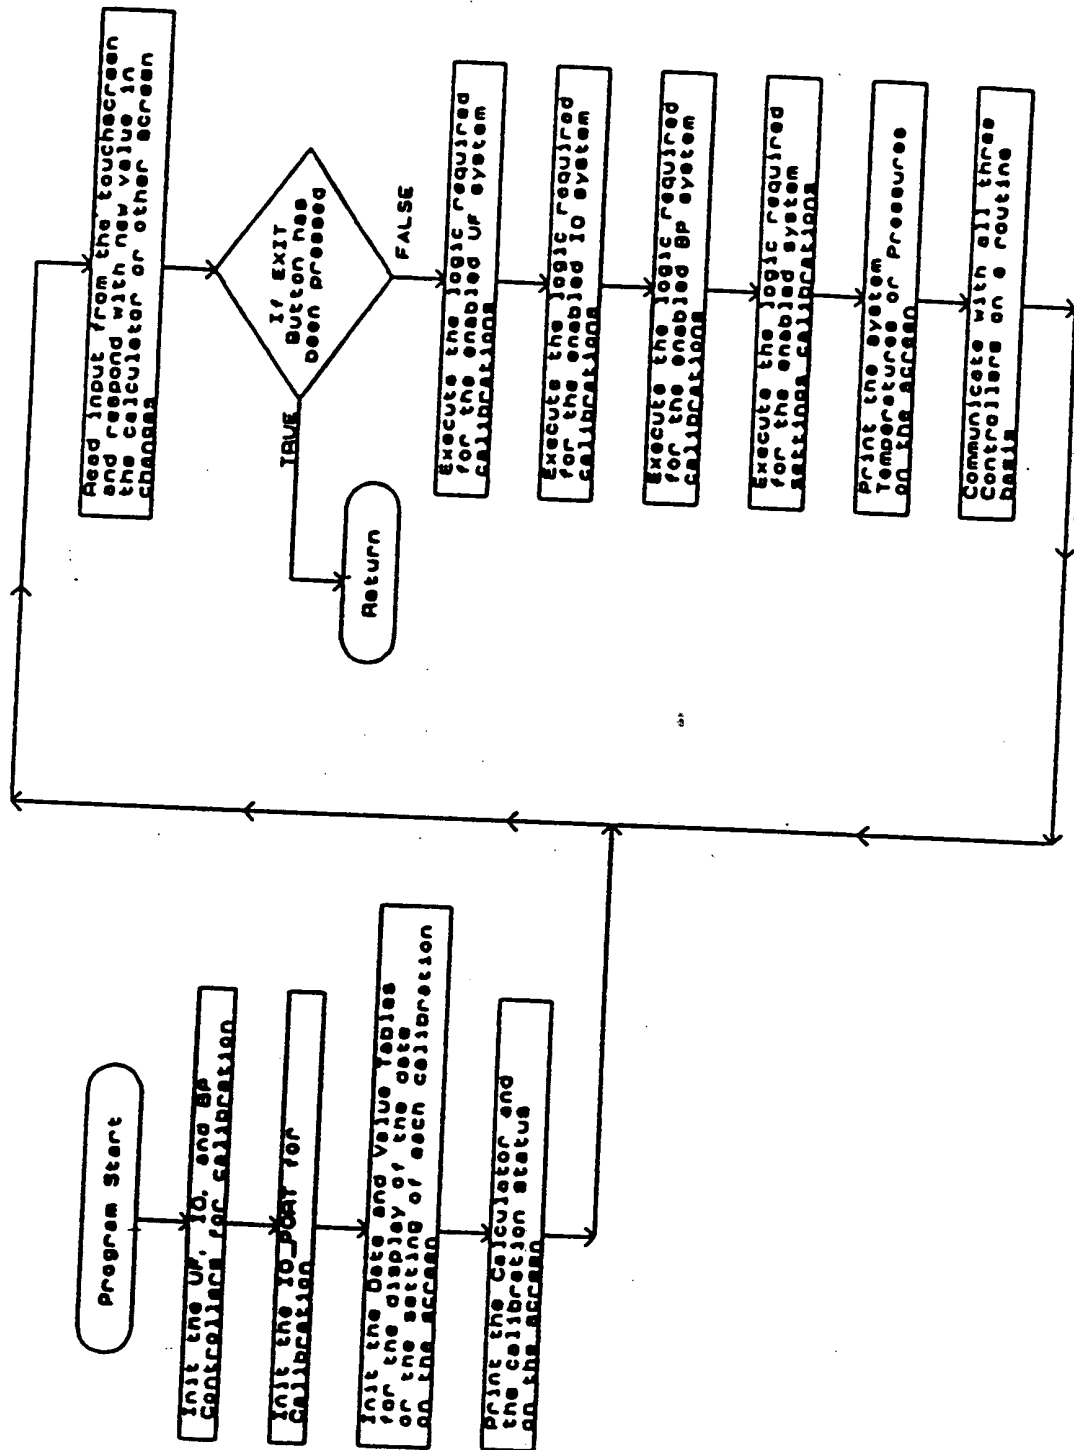 Program Start
Init the UF, IO, and BP
Controllers for calibration
Init the IO_PORT for
Calibration
Init the Date and Value Tables
for the display of the date
or the setting of each calibration
on the screen
Print the Calculator and
the calibration status
on the screen
Read input from the touchscreen
and respond with new value in
the calculator or other screen
changes
If EXIT
Button has
been pressed
TRUE
FALSE
Return
Execute the logic required
for the enabled UF system
calibrations
Execute the logic required
for the enabled IO system
calibrations
Execute the logic required
for the enabled BP system
calibrations
Execute the logic required
for the enabled system
settings calibrations
Print the system
Temperatures or Pressures
on the screen
Communicate with all three
Controllers on a routine
basis